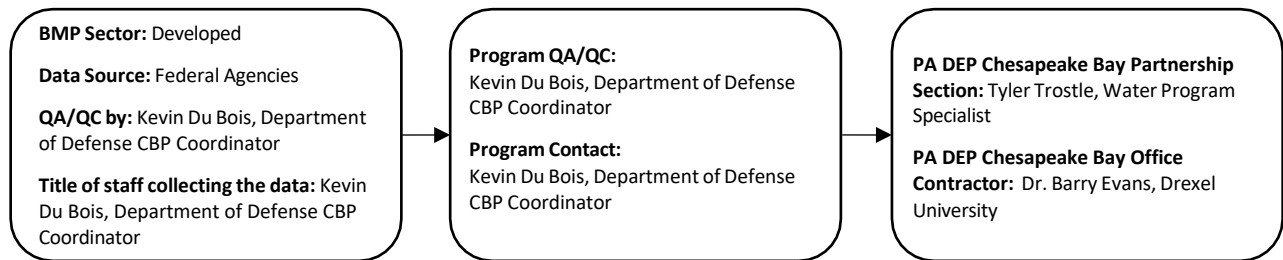 BMP Sector: Developed
Data Source: Federal Agencies
QA/QC by: Kevin Du Bois, Department
of Defense CBP Coordinator
Title of staff collecting the data: Kevin
Du Bois, Department of Defense CBP
Coordinator
Program QA/QC:
Kevin Du Bois, Department of Defense
CBP Coordinator
Program Contact:
Kevin Du Bois, Department of Defense
CBP Coordinator
PA DEP Chesapeake Bay Partnership
Section: Tyler Trostle, Water Program
Specialist
PA DEP Chesapeake Bay Office
Contractor: Dr. Barry Evans, Drexel
University